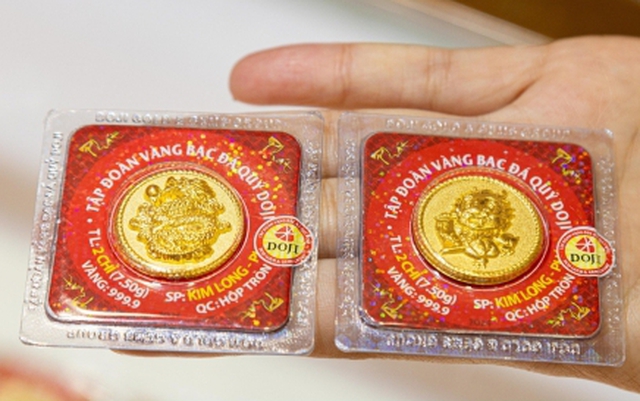 TẬP ĐOÀN VÀNG BẠC ĐÁ QUÝ DOJI
TL: 2 CHỈ (7.50g)
VÀNG: 999.9
SP: KIM LONG - P
QC: HỘP TRÒN
DOJI
TẬP ĐOÀN VÀNG BẠC ĐÁ QUÝ DOJI
TL: 2 CHỈ (7.50g)
VÀNG: 999.9
SP: KIM LONG -
QC: HỘP TRÒN
DOJI